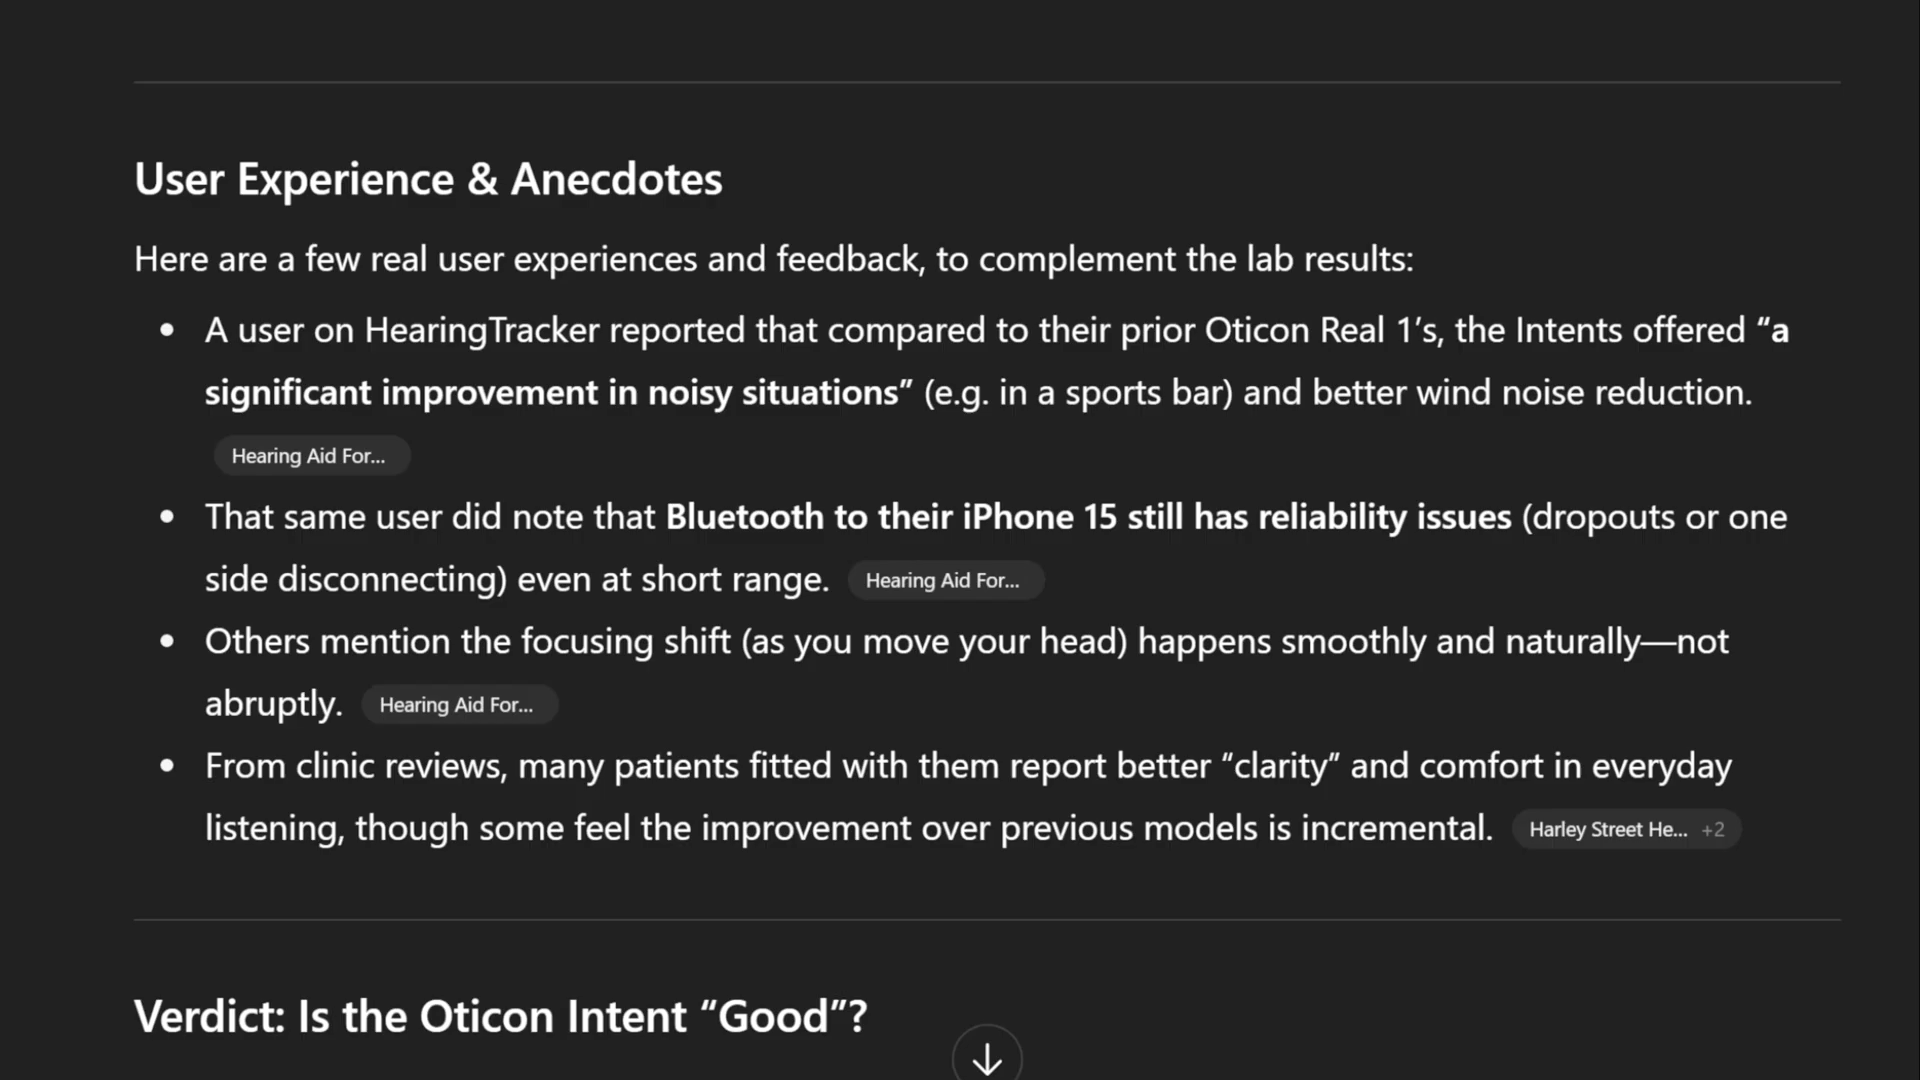 User Experience & Anecdotes
Here are a few real user experiences and feedback, to complement the lab results:
• A user on HearingTracker reported that compared to their prior Oticon Real 1’s, the Intents offered “a
significant improvement in noisy situations” (e.g. in a sports bar) and better wind noise reduction.
Hearing Aid For...
• That same user did note that Bluetooth to their iPhone 15 still has reliability issues (dropouts or one
side disconnecting) even at short range. Hearing Aid For...
• Others mention the focusing shift (as you move your head) happens smoothly and naturally—not
abruptly. Hearing Aid For...
• From clinic reviews, many patients fitted with them report better “clarity” and comfort in everyday
listening, though some feel the improvement over previous models is incremental. Harley Street He... +2
Verdict: Is the Oticon Intent “Good”?